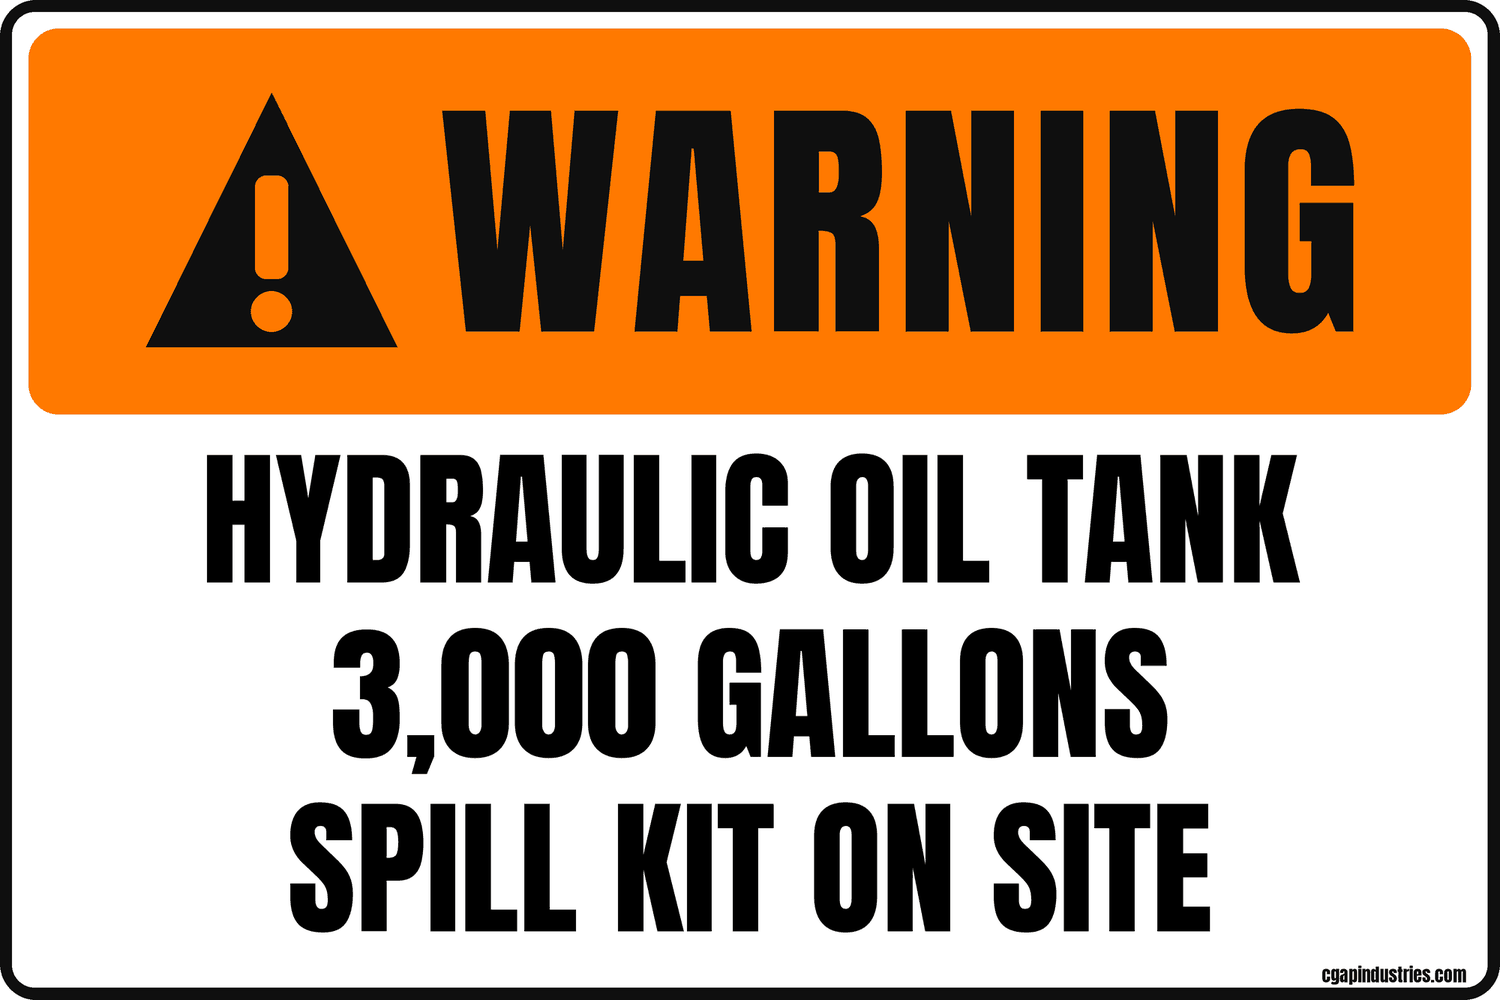 WARNING
HYDRAULIC OIL TANK
3,000 GALLONS
SPILL KIT ON SITE
cgapindustries.com